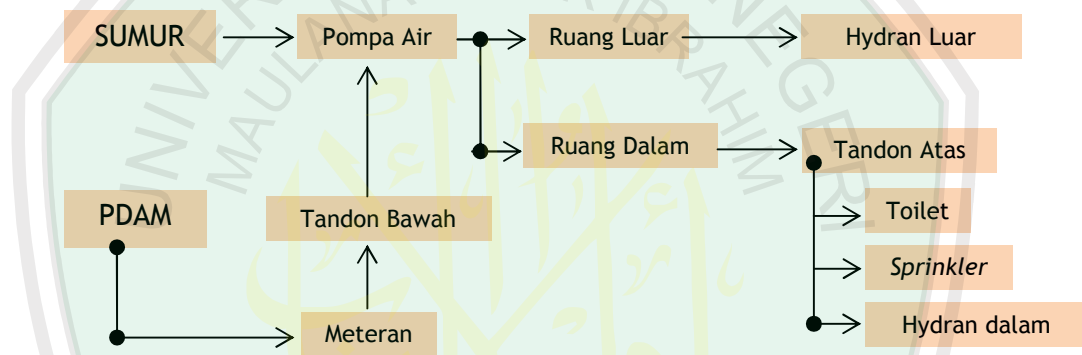 SUMUR
Pompa Air
Ruang Luar
Hydran Luar
Ruang Dalam
Tandon Atas
PDAM
Tandon Bawah
Toilet
Sprinkler
Meteran
Hydran dalam